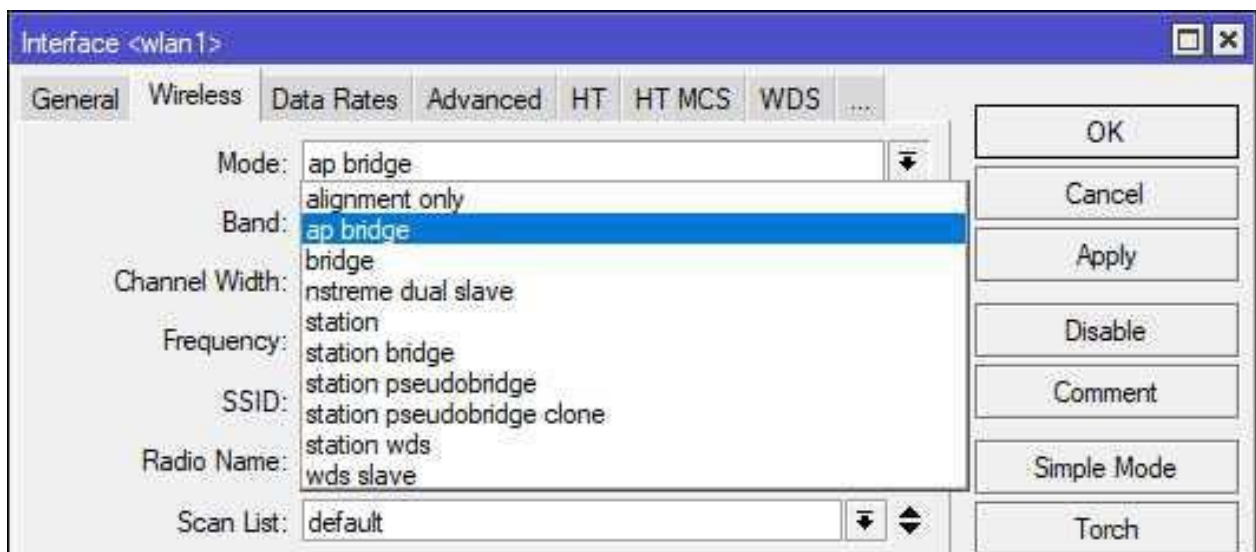 Interface <wlan1>
General Wireless Data Rates Advanced HT HT MCS WDS ...
Mode: ap bridge
alignment only
Band: ap bridge
bridge
Channel Width: nstreme dual slave
station
Frequency: station bridge
station pseudobridge
SSID: station pseudobridge clone
station wds
Radio Name: wds slave
Scan List: default
OK
Cancel
Apply
Disable
Comment
Simple Mode
Torch